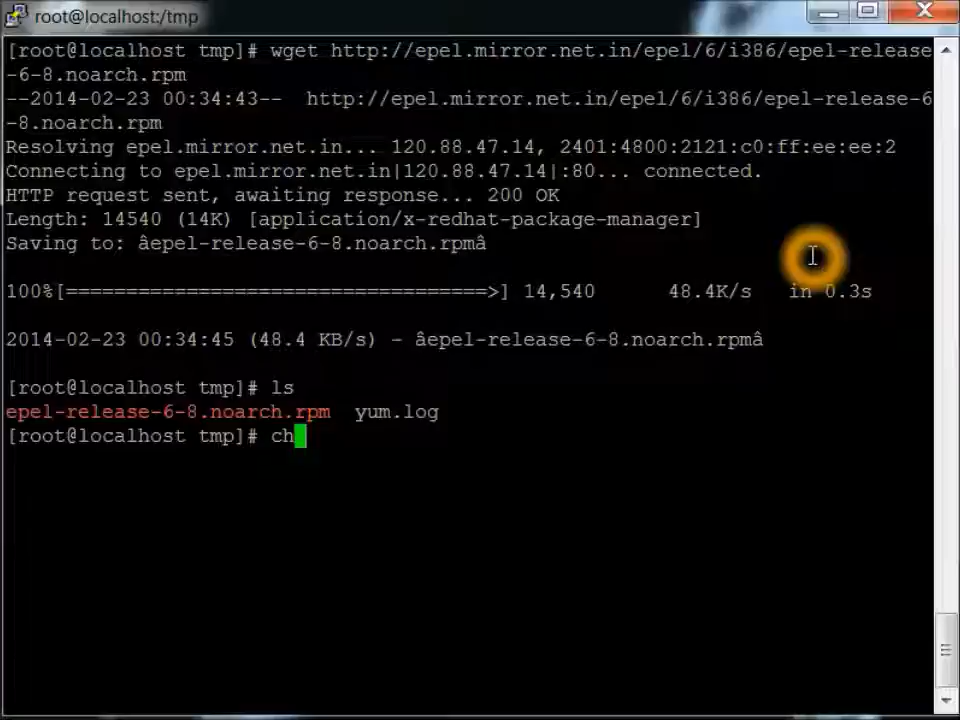 root@localhost:/tmp
[root@localhost tmp]# wget http://epel.mirror.net.in/epel/6/i386/epel-release
-6-8.noarch.rpm
--2014-02-23 00:34:43--  http://epel.mirror.net.in/epel/6/i386/epel-release-6
-8.noarch.rpm
Resolving epel.mirror.net.in... 120.88.47.14, 2401:4800:2121:c0:ff:ee:ee:2
Connecting to epel.mirror.net.in|120.88.47.14|:80... connected.
HTTP request sent, awaiting response... 200 OK
Length: 14540 (14K) [application/x-redhat-package-manager]
Saving to: âepel-release-6-8.noarch.rpmâ
100%[===================================>] 14,540      48.4K/s   in 0.3s
2014-02-23 00:34:45 (48.4 KB/s) - âepel-release-6-8.noarch.rpmâ
[root@localhost tmp]# ls
epel-release-6-8.noarch.rpm  yum.log
[root@localhost tmp]# ch